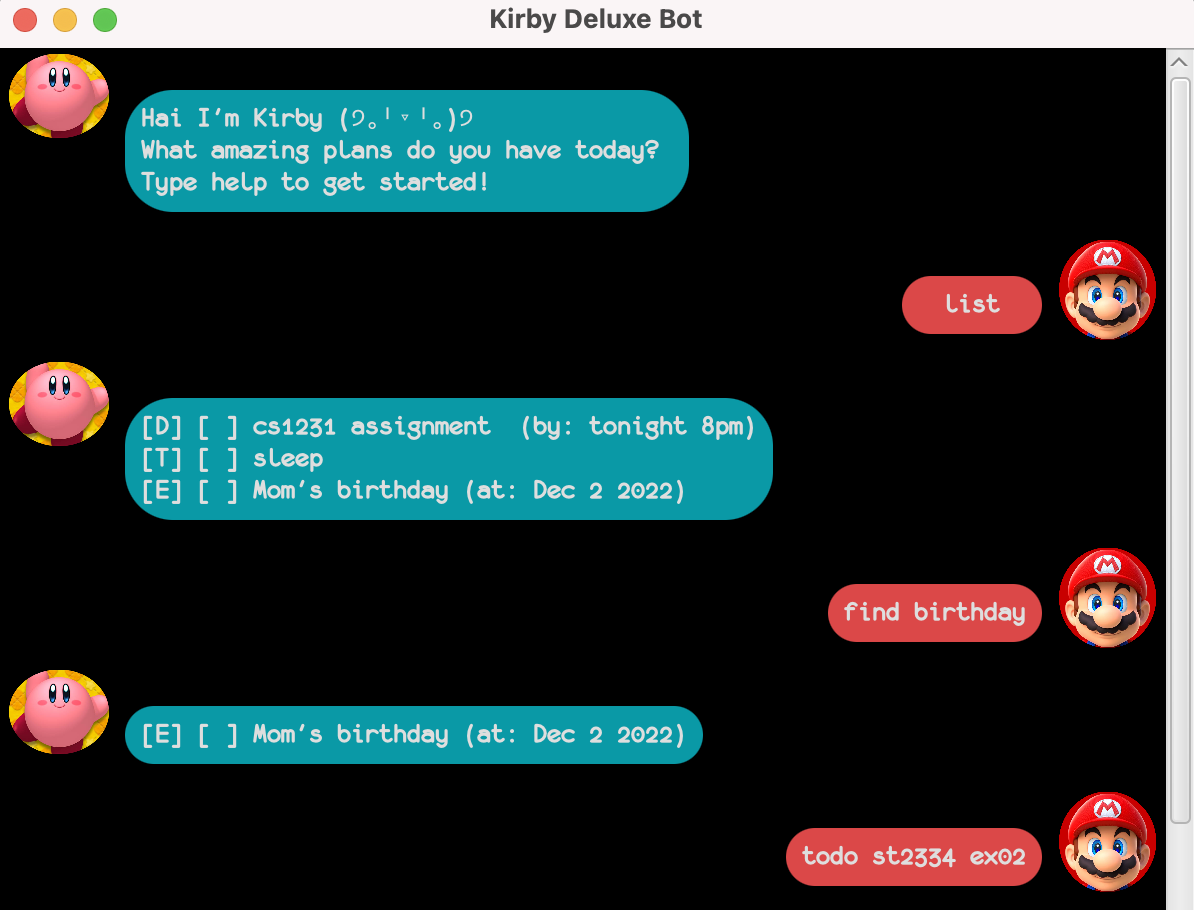 Kirby Deluxe Bot
Hai I'm Kirby (੭｡╹▿╹｡)੭
What amazing plans do you have today?
Type help to get started!
list
[D] [ ] cs1231 assignment  (by: tonight 8pm)
[T] [ ] sleep
[E] [ ] Mom's birthday (at: Dec 2 2022)
find birthday
[E] [ ] Mom's birthday (at: Dec 2 2022)
todo st2334 ex02